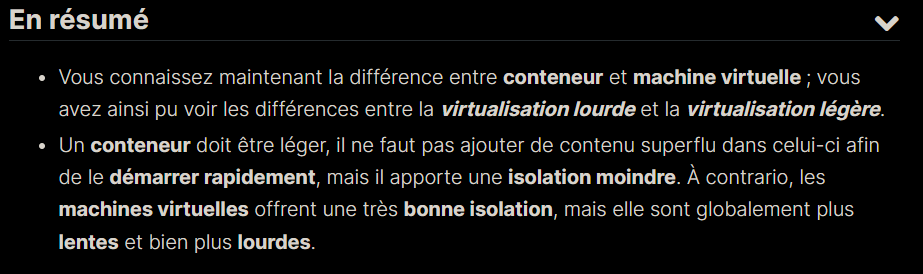 En résumé
Vous connaissez maintenant la différence entre conteneur et machine virtuelle ; vous
avez ainsi pu voir les différences entre la virtualisation lourde et la virtualisation légère.
Un conteneur doit être léger, il ne faut pas ajouter de contenu superflu dans celui-ci afin
de le démarrer rapidement, mais il apporte une isolation moindre. À contrario, les
machines virtuelles offrent une très bonne isolation, mais elle sont globalement plus
lentes et bien plus lourdes.